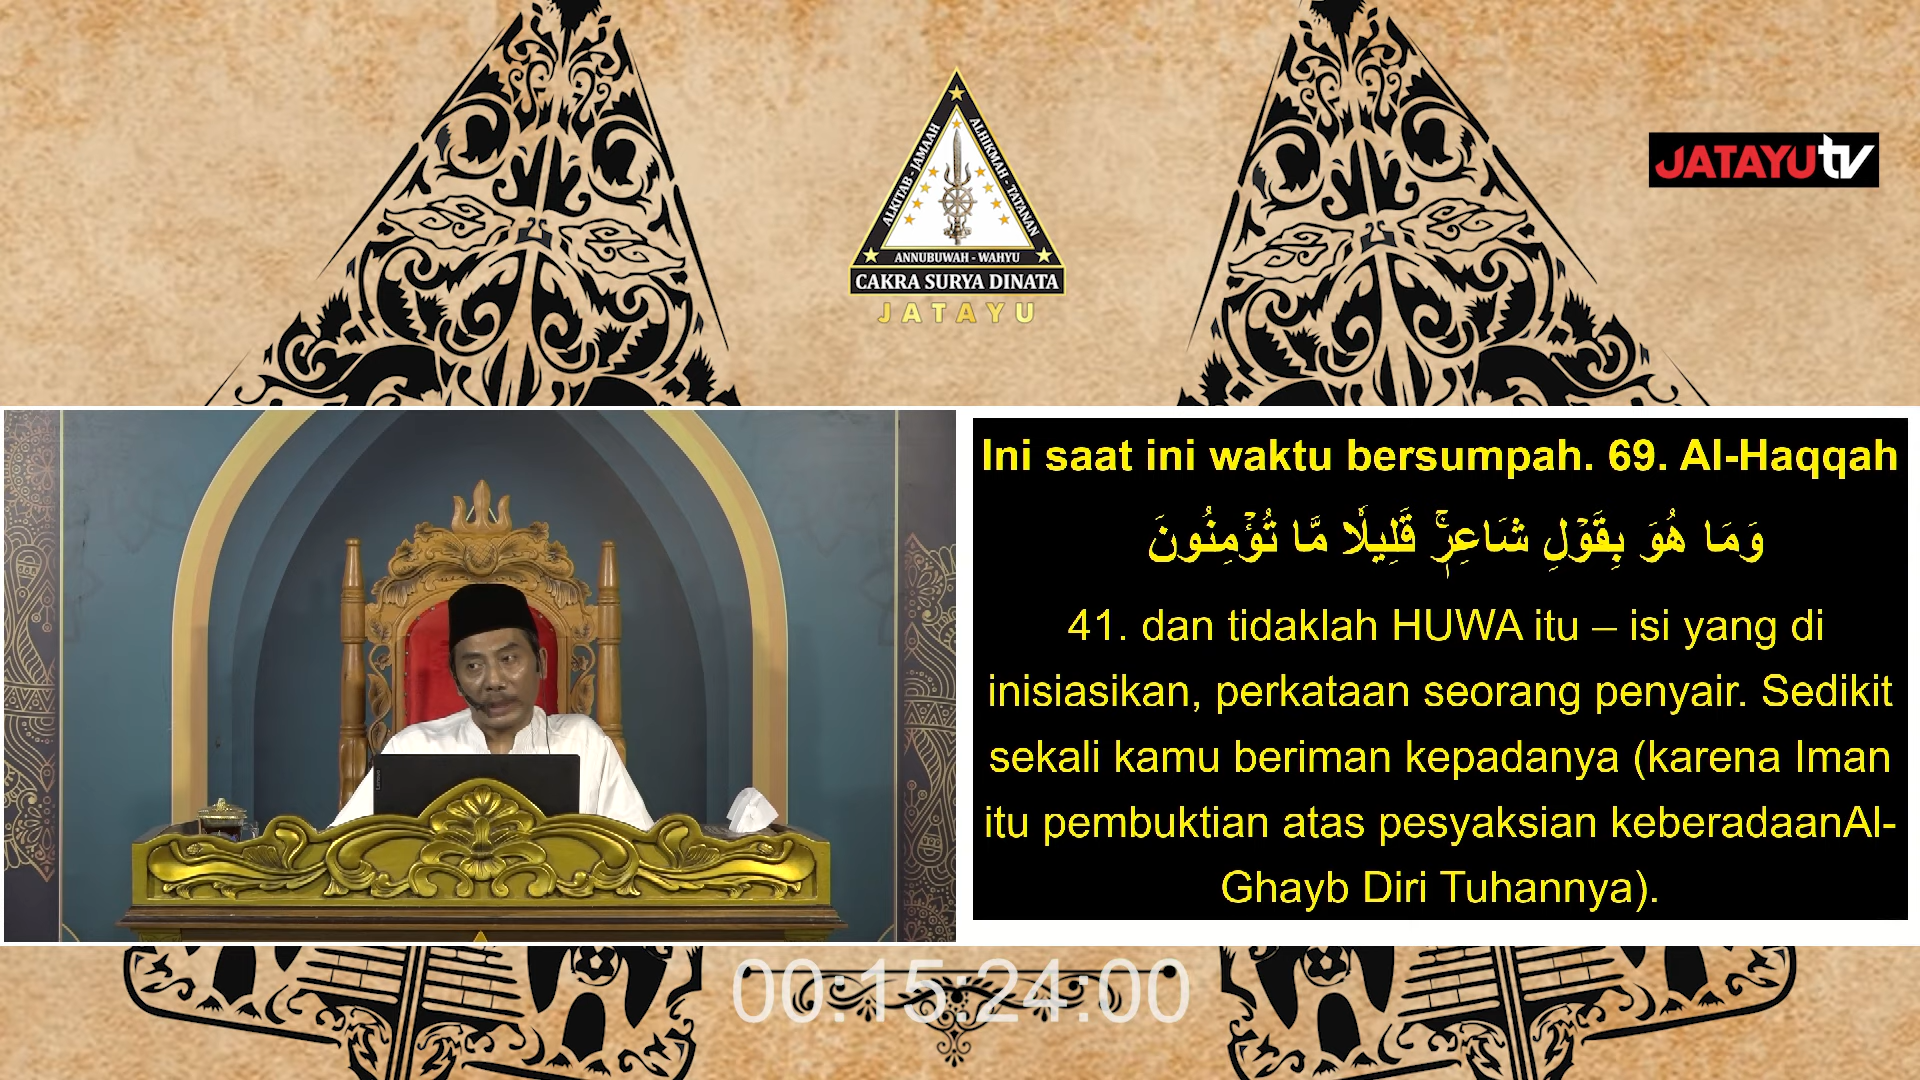 JATAYUtv
ALKITAB - JAMAAH
ALHIKMAH - TATANAN
ANNUBUWAH - WAHYU
CAKRA SURYA DINATA
JATAYU
Ini saat ini waktu bersumpah. 69. Al-Haqqah
وَمَا هُوَ بِقَوۡلِ شَاعِرٖۚ قَلِيلٗا مَّا تُؤۡمِنُونَ
41. dan tidaklah HUWA itu – isi yang di
inisiasikan, perkataan seorang penyair. Sedikit
sekali kamu beriman kepadanya (karena Iman
itu pembuktian atas pesyaksian keberadaanAl-
Ghayb Diri Tuhannya).
00:15:24:00